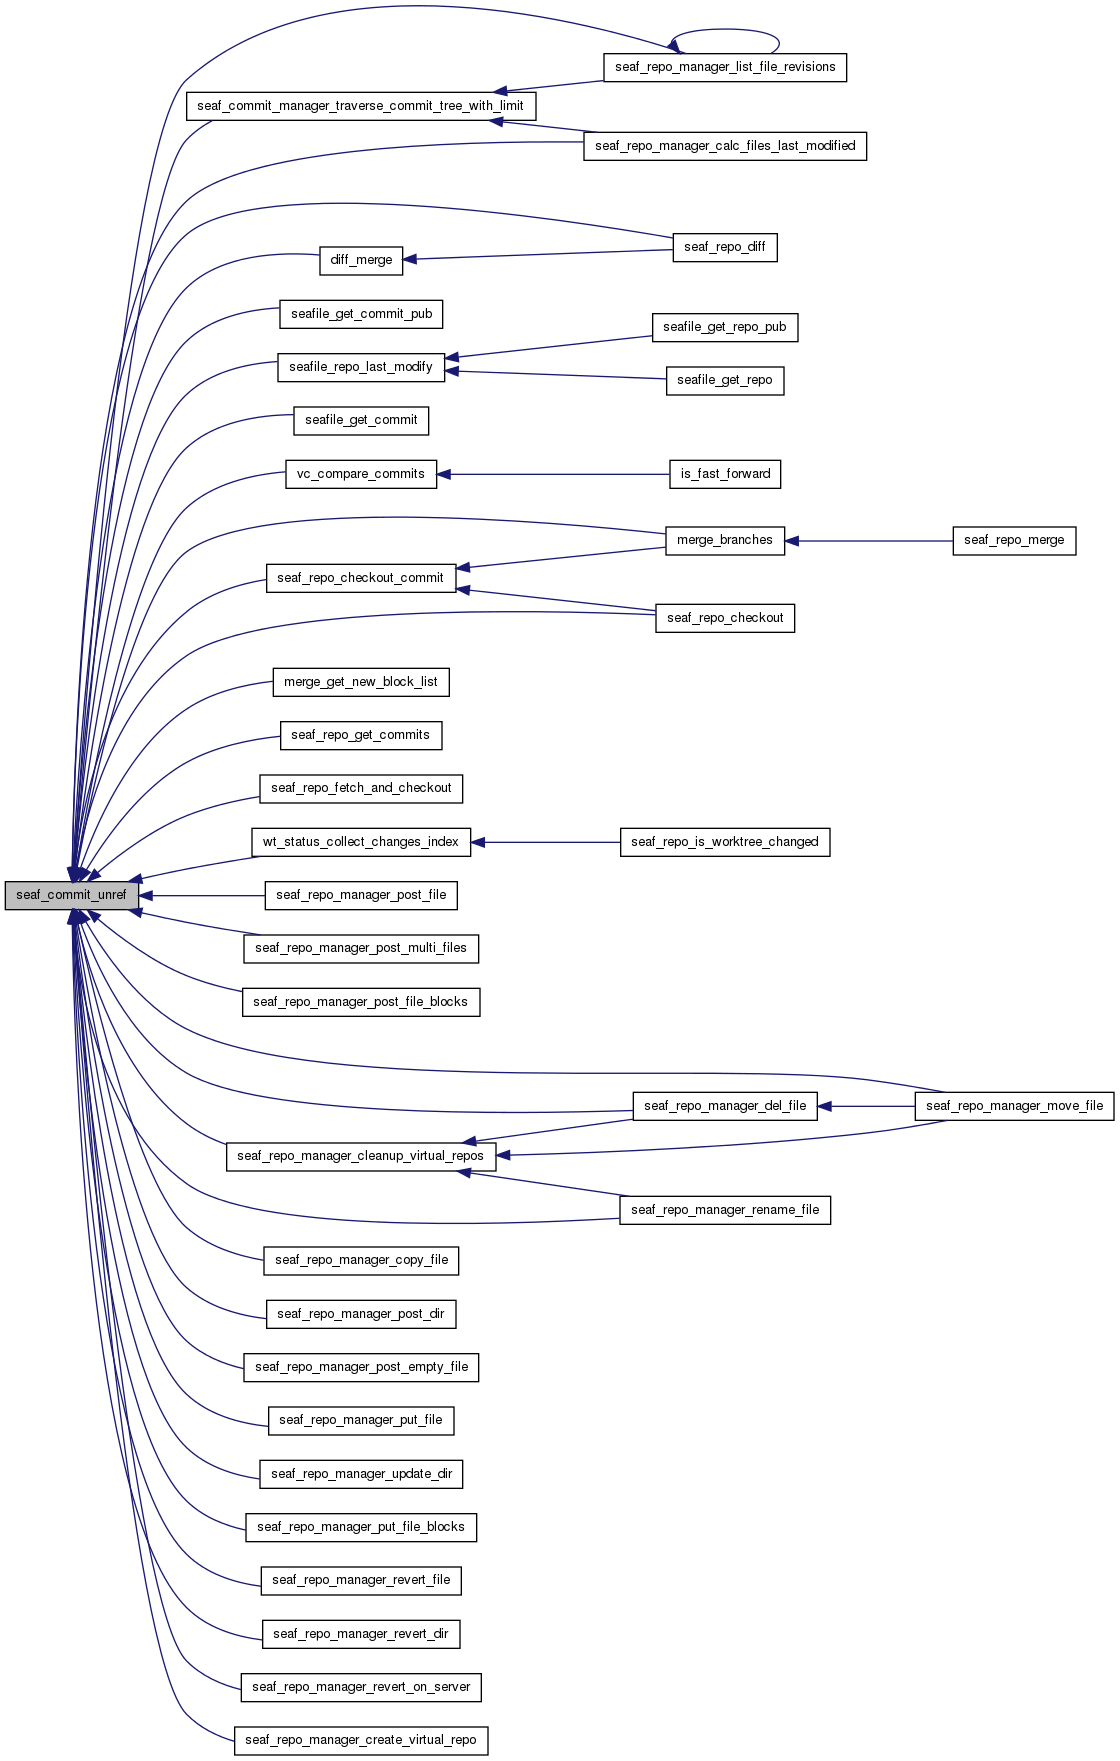 seaf_repo_manager_list_file_revisions
seaf_commit_manager_traverse_commit_tree_with_limit
seaf_repo_manager_calc_files_last_modified
seaf_repo_diff
diff_merge
seafile_get_commit_pub
seafile_get_repo_pub
seafile_repo_last_modify
seafile_get_repo
seafile_get_commit
vc_compare_commits
is_fast_forward
merge_branches
seaf_repo_merge
seaf_repo_checkout_commit
seaf_repo_checkout
merge_get_new_block_list
seaf_repo_get_commits
seaf_repo_fetch_and_checkout
wt_status_collect_changes_index
seaf_repo_is_worktree_changed
seaf_commit_unref
seaf_repo_manager_post_file
seaf_repo_manager_post_multi_files
seaf_repo_manager_post_file_blocks
seaf_repo_manager_del_file
seaf_repo_manager_move_file
seaf_repo_manager_cleanup_virtual_repos
seaf_repo_manager_rename_file
seaf_repo_manager_copy_file
seaf_repo_manager_post_dir
seaf_repo_manager_post_empty_file
seaf_repo_manager_put_file
seaf_repo_manager_update_dir
seaf_repo_manager_put_file_blocks
seaf_repo_manager_revert_file
seaf_repo_manager_revert_dir
seaf_repo_manager_revert_on_server
seaf_repo_manager_create_virtual_repo